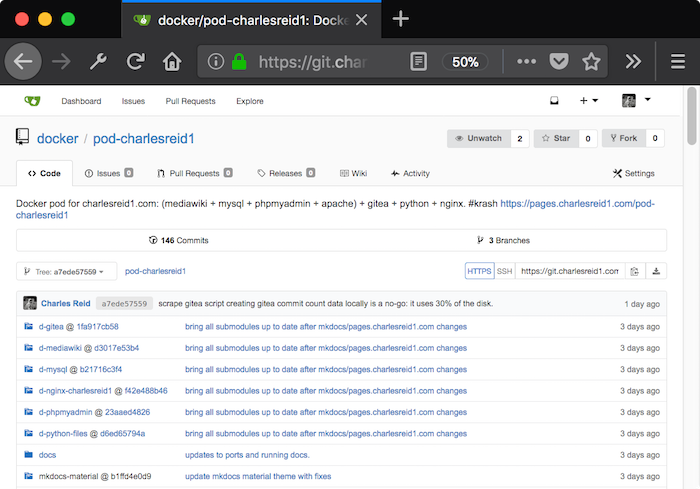 docker/pod-charlesreid1: Docke
https://git.char
50%
Dashboard Issues Pull Requests Explore
docker / pod-charlesreid1
Unwatch 2 Star 0 Fork 0
Code Issues 0 Pull Requests 0 Releases 0 Wiki Activity Settings
Docker pod for charlesreid1.com: (mediawiki + mysql + phpmyadmin + apache) + gitea + python + nginx. #krash https://pages.charlesreid1.com/pod-
charlesreid1
146 Commits 3 Branches
Tree: a7ede57559 pod-charlesreid1 HTTPS SSH https://git.charlesreid1.com
Charles Reid a7ede57559 scrape gitea script creating gitea commit count data locally is a no-go: it uses 30% of the disk. 1 day ago
d-gitea @ 1fa917cb58 bring all submodules up to date after mkdocs/pages.charlesreid1.com changes 3 days ago
d-mediawiki @ d3017e53b4 bring all submodules up to date after mkdocs/pages.charlesreid1.com changes 3 days ago
d-mysql @ b21716c3f4 bring all submodules up to date after mkdocs/pages.charlesreid1.com changes 3 days ago
d-nginx-charlesreid1 @ f42e488b46 bring all submodules up to date after mkdocs/pages.charlesreid1.com changes 3 days ago
d-phpmyadmin @ 23aaed4826 bring all submodules up to date after mkdocs/pages.charlesreid1.com changes 3 days ago
d-python-files @ d6ed65794a bring all submodules up to date after mkdocs/pages.charlesreid1.com changes 3 days ago
docs updates to ports and running docs. 3 days ago
mkdocs-material @ b1ffd4e0d9 update mkdocs material theme with fixes 3 days ago